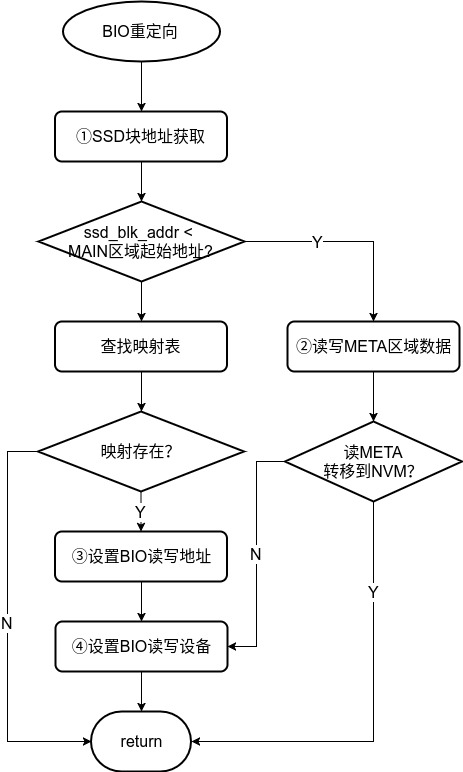 BIO重定向
①SSD块地址获取
ssd_blk_addr <
MAIN区域起始地址?
Y
查找映射表
②读写META区域数据
映射存在?
读META
转移到NVM?
Y
③设置BIO读写地址
N
Y
N
④设置BIO读写设备
return